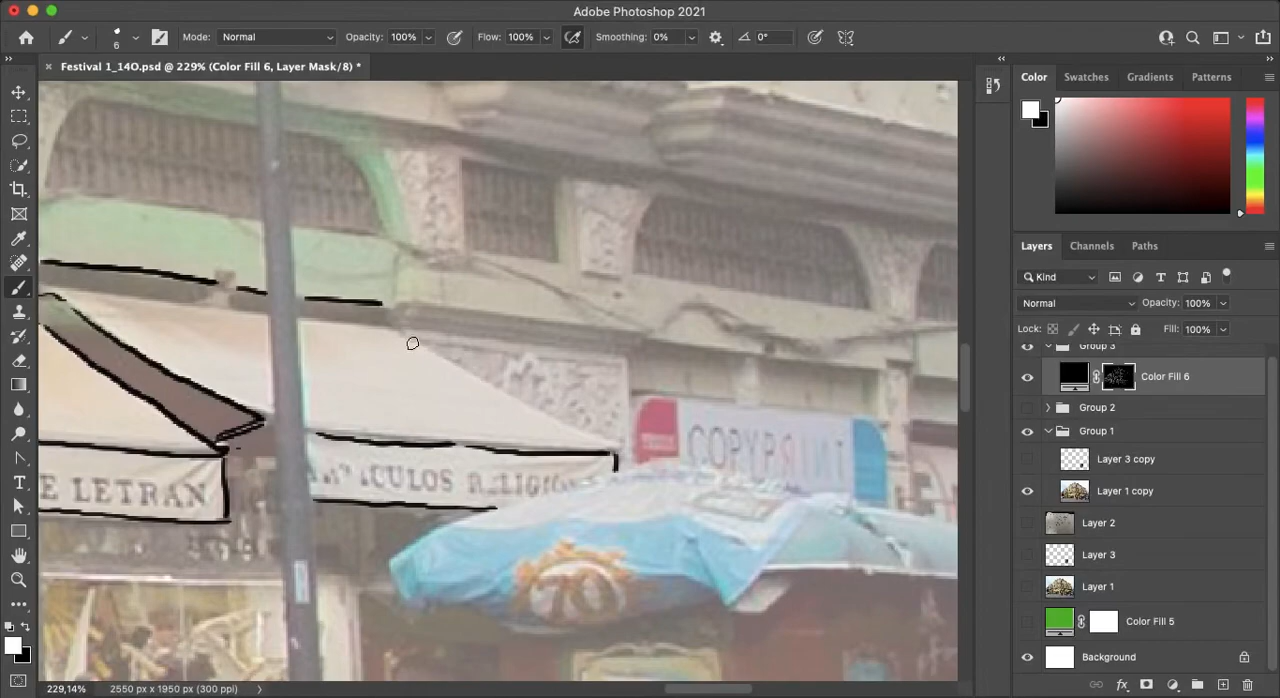 Adobe Photoshop 2021
6 Mode: Normal Opacity: 100% Flow: 100% Smoothing: 0% 0°
Festival 1_14O.psd @ 229% (Color Fill 6, Layer Mask/8) *
E LETRAN
COPYPRINT
229,14% 2550 px x 1950 px (300 ppi)
Color Swatches Gradients Patterns
Layers Channels Paths
Kind
Normal Opacity: 100%
Lock: Fill: 100%
Group 3
Color Fill 6
Group 2
Group 1
Layer 3 copy
Layer 1 copy
Layer 2
Layer 3
Layer 1
Color Fill 5
Background